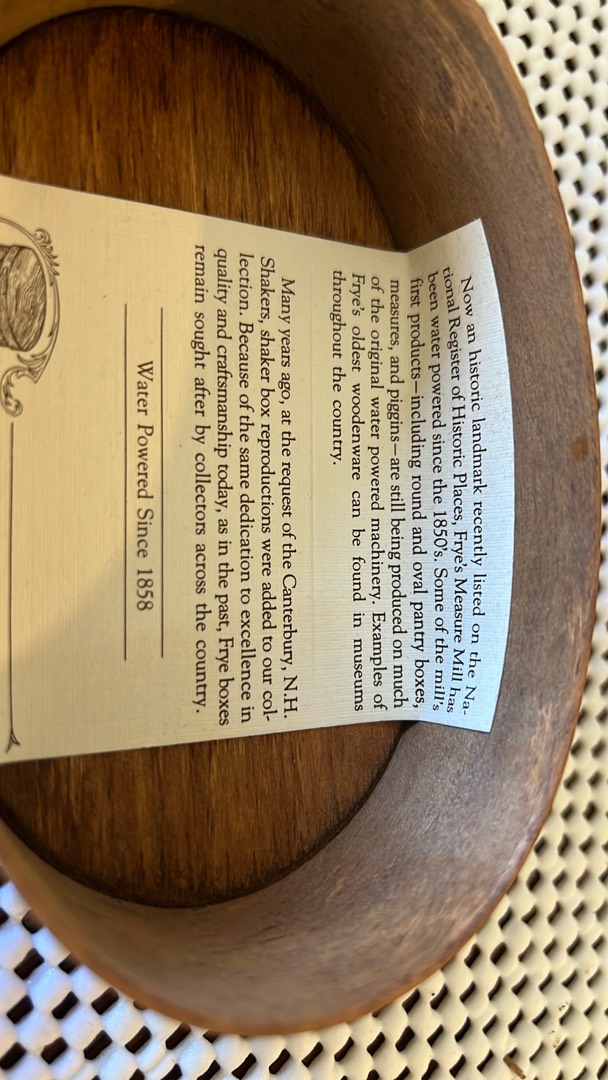 Now an historic landmark recently listed on the Na-
tional Register of Historic Places, Frye's Measure Mill has
been water powered since the 1850's. Some of the mill's
first products—including round and oval pantry boxes,
measures, and piggins—are still being produced on much
of the original water powered machinery. Examples of
Frye's oldest woodenware can be found in museums
throughout the country.
Many years ago, at the request of the Canterbury, N.H.
Shakers, shaker box reproductions were added to our col-
lection. Because of the same dedication to excellence in
quality and craftsmanship today, as in the past, Frye boxes
remain sought after by collectors across the country.
Water Powered Since 1858